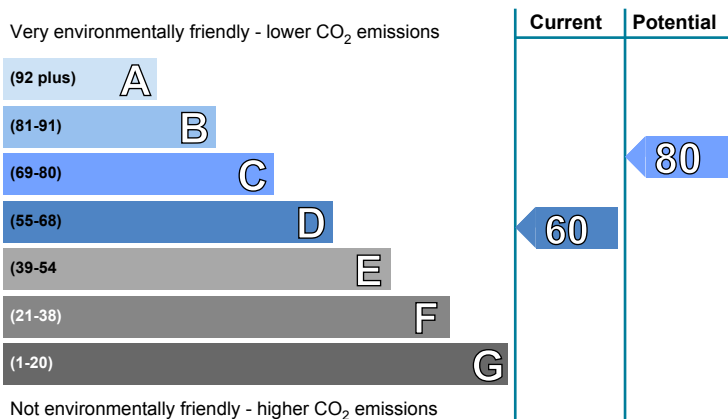 Current Potential
Very environmentally friendly - lower CO2 emissions
(92 plus) A
(81-91) B
(69-80) C
80
(55-68) D
60
(39-54 E
(21-38) F
(1-20) G
Not environmentally friendly - higher CO2 emissions